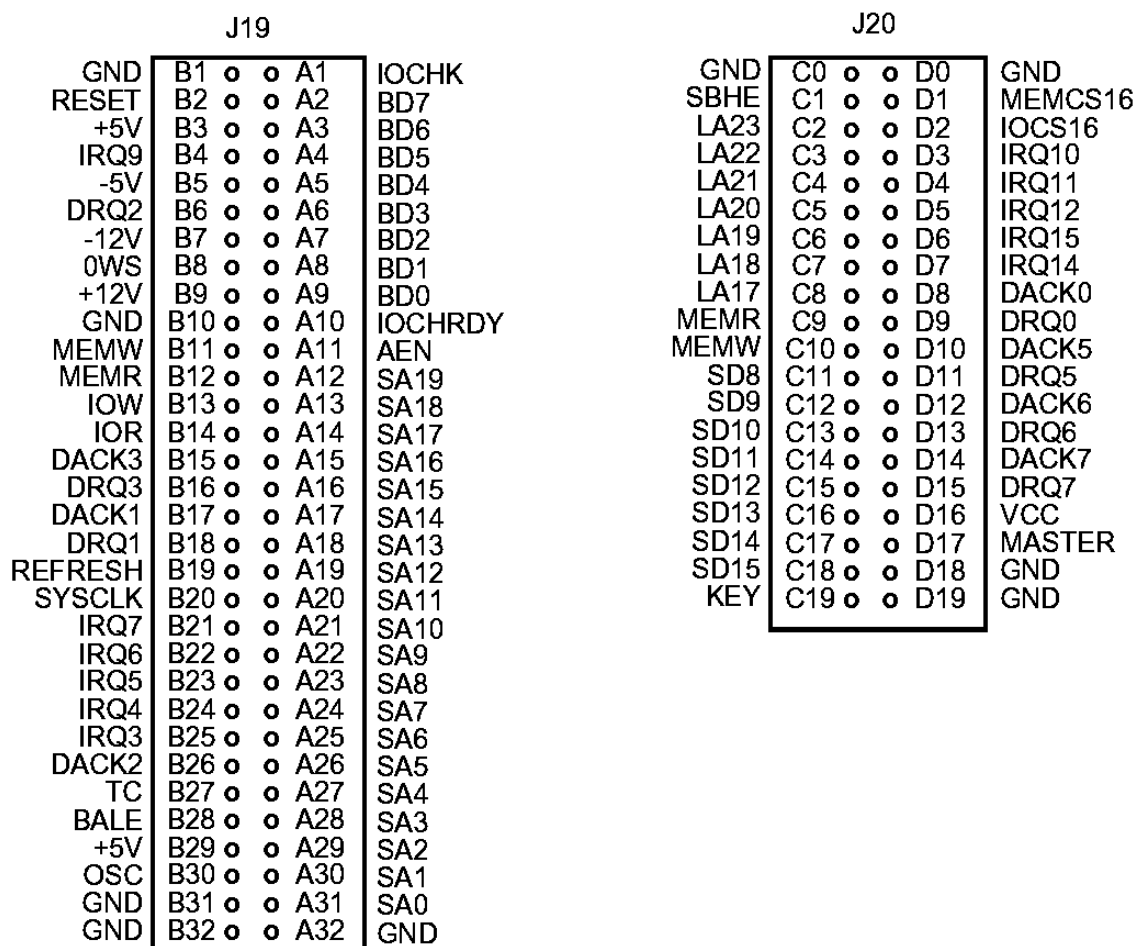 J19
GND B1 o o A1 IOCHK
RESET B2 o o A2 BD7
+5V B3 o o A3 BD6
IRQ9 B4 o o A4 BD5
-5V B5 o o A5 BD4
DRQ2 B6 o o A6 BD3
-12V B7 o o A7 BD2
0WS B8 o o A8 BD1
+12V B9 o o A9 BD0
GND B10 o o A10 IOCHRDY
MEMW B11 o o A11 AEN
MEMR B12 o o A12 SA19
IOW B13 o o A13 SA18
IOR B14 o o A14 SA17
DACK3 B15 o o A15 SA16
DRQ3 B16 o o A16 SA15
DACK1 B17 o o A17 SA14
DRQ1 B18 o o A18 SA13
REFRESH B19 o o A19 SA12
SYSCLK B20 o o A20 SA11
IRQ7 B21 o o A21 SA10
IRQ6 B22 o o A22 SA9
IRQ5 B23 o o A23 SA8
IRQ4 B24 o o A24 SA7
IRQ3 B25 o o A25 SA6
DACK2 B26 o o A26 SA5
TC B27 o o A27 SA4
BALE B28 o o A28 SA3
+5V B29 o o A29 SA2
OSC B30 o o A30 SA1
GND B31 o o A31 SA0
GND B32 o o A32 GND
J20
GND C0 o o D0 GND
SBHE C1 o o D1 MEMCS16
LA23 C2 o o D2 IOCS16
LA22 C3 o o D3 IRQ10
LA21 C4 o o D4 IRQ11
LA20 C5 o o D5 IRQ12
LA19 C6 o o D6 IRQ15
LA18 C7 o o D7 IRQ14
LA17 C8 o o D8 DACK0
MEMR C9 o o D9 DRQ0
MEMW C10 o o D10 DACK5
SD8 C11 o o D11 DRQ5
SD9 C12 o o D12 DACK6
SD10 C13 o o D13 DRQ6
SD11 C14 o o D14 DACK7
SD12 C15 o o D15 DRQ7
SD13 C16 o o D16 VCC
SD14 C17 o o D17 MASTER
SD15 C18 o o D18 GND
KEY C19 o o D19 GND